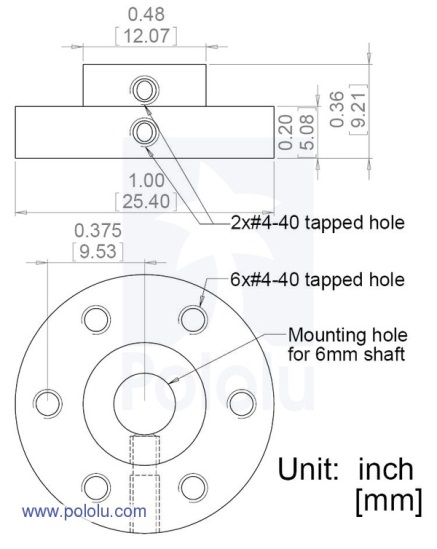 0.48
[12.07]
0.20
[5.08]
0.36
[9.21]
1.00
[25.40]
2x#4-40 tapped hole
0.375
[9.53]
6x#4-40 tapped hole
Mounting hole
for 6mm shaft
Pololu
Unit: inch
[mm]
www.pololu.com